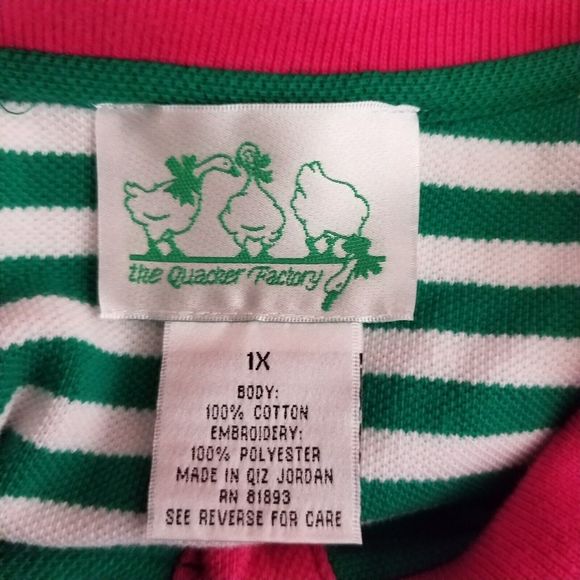 the Quacker Factory
1X
BODY:
100% COTTON
EMBROIDERY:
100% POLYESTER
MADE IN QIZ JORDAN
RN 81893
SEE REVERSE FOR CARE